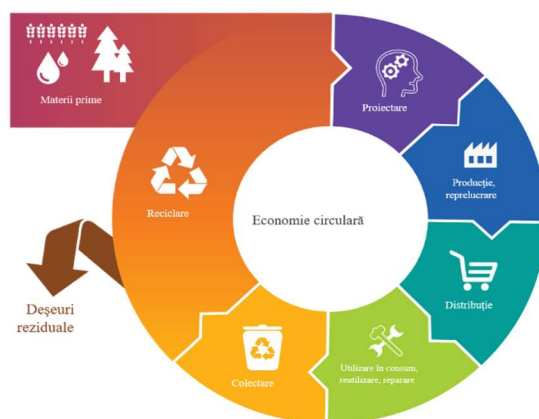 Materii prime
Proiectare
Producție,
reprelucrare
Distribuție
Utilizare în consum,
reutilizare, reparare
Colectare
Reciclare
Deșeuri
reziduale
Economie circulară